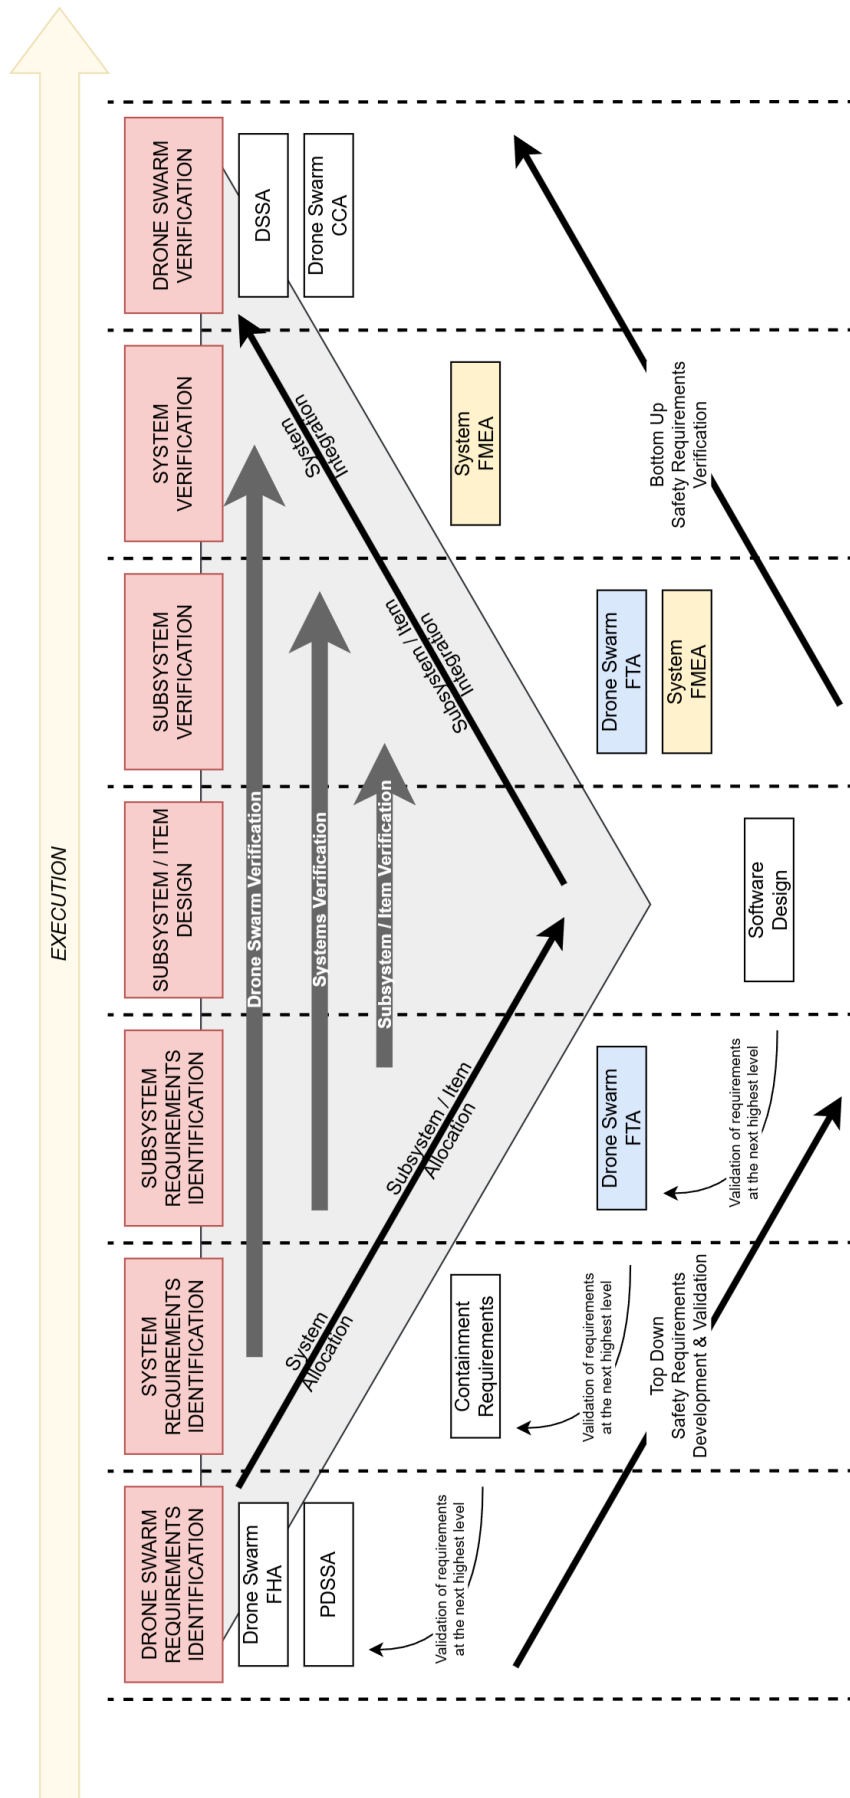 EXECUTION
DRONE SWARM
REQUIREMENTS
IDENTIFICATION
SYSTEM
REQUIREMENTS
IDENTIFICATION
SUBSYSTEM
REQUIREMENTS
IDENTIFICATION
SUBSYSTEM / ITEM
DESIGN
SUBSYSTEM
VERIFICATION
SYSTEM
VERIFICATION
DRONE SWARM
VERIFICATION
Drone Swarm
FHA
PDSSA
Drone Swarm Verification
Systems Verification
Subsystem / Item Verification
DSSA
Drone Swarm
CCA
System
Allocation
Subsystem / Item
Allocation
Subsystem / Item
Integration
System
Integration
Validation of requirements
at the next highest level
Containment
Requirements
System
FMEA
Validation of requirements
at the next highest level
Drone Swarm
FTA
Drone Swarm
FTA
System
FMEA
Validation of requirements
at the next highest level
Software
Design
Top Down
Safety Requirements
Development & Validation
Bottom Up
Safety Requirements
Verification